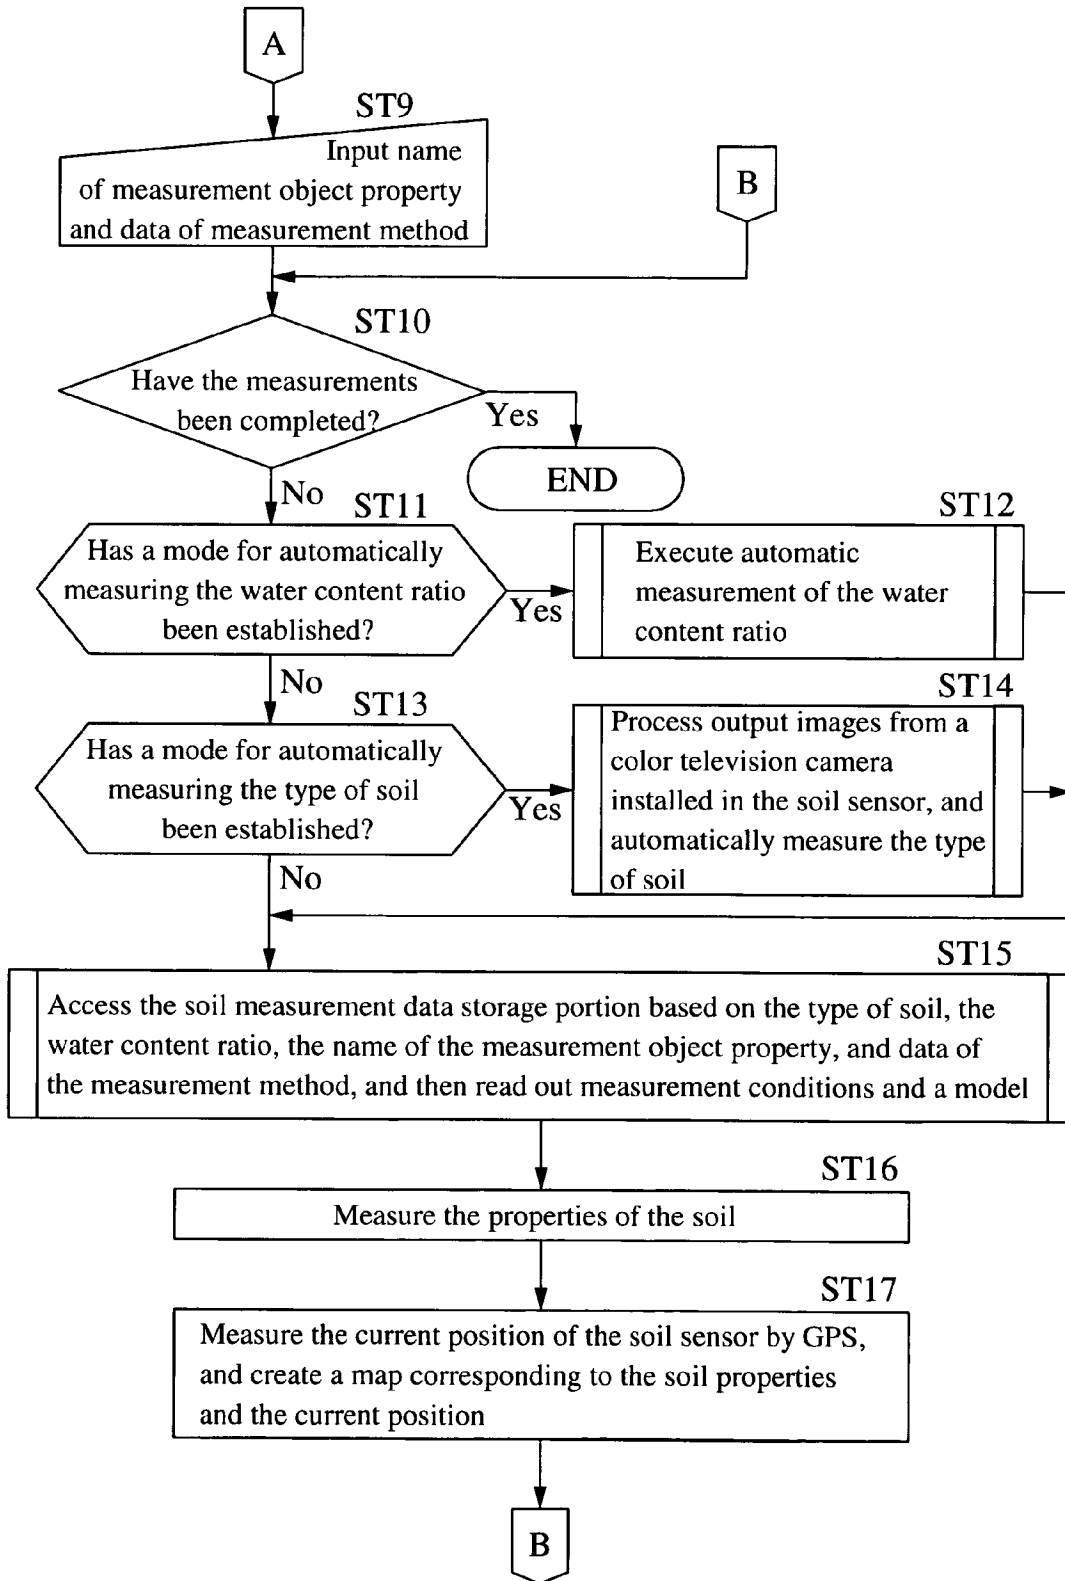 A
ST9
Input name
of measurement object property
and data of measurement method
B
ST10
Have the measurements
been completed?
Yes
END
No
ST11
Has a mode for automatically
measuring the water content ratio
been established?
Yes
ST12
Execute automatic
measurement of the water
content ratio
No
ST13
Has a mode for automatically
measuring the type of soil
been established?
Yes
ST14
Process output images from a
color television camera
installed in the soil sensor, and
automatically measure the type
of soil
No
ST15
Access the soil measurement data storage portion based on the type of soil, the
water content ratio, the name of the measurement object property, and data of
the measurement method, and then read out measurement conditions and a model
ST16
Measure the properties of the soil
ST17
Measure the current position of the soil sensor by GPS,
and create a map corresponding to the soil properties
and the current position
B